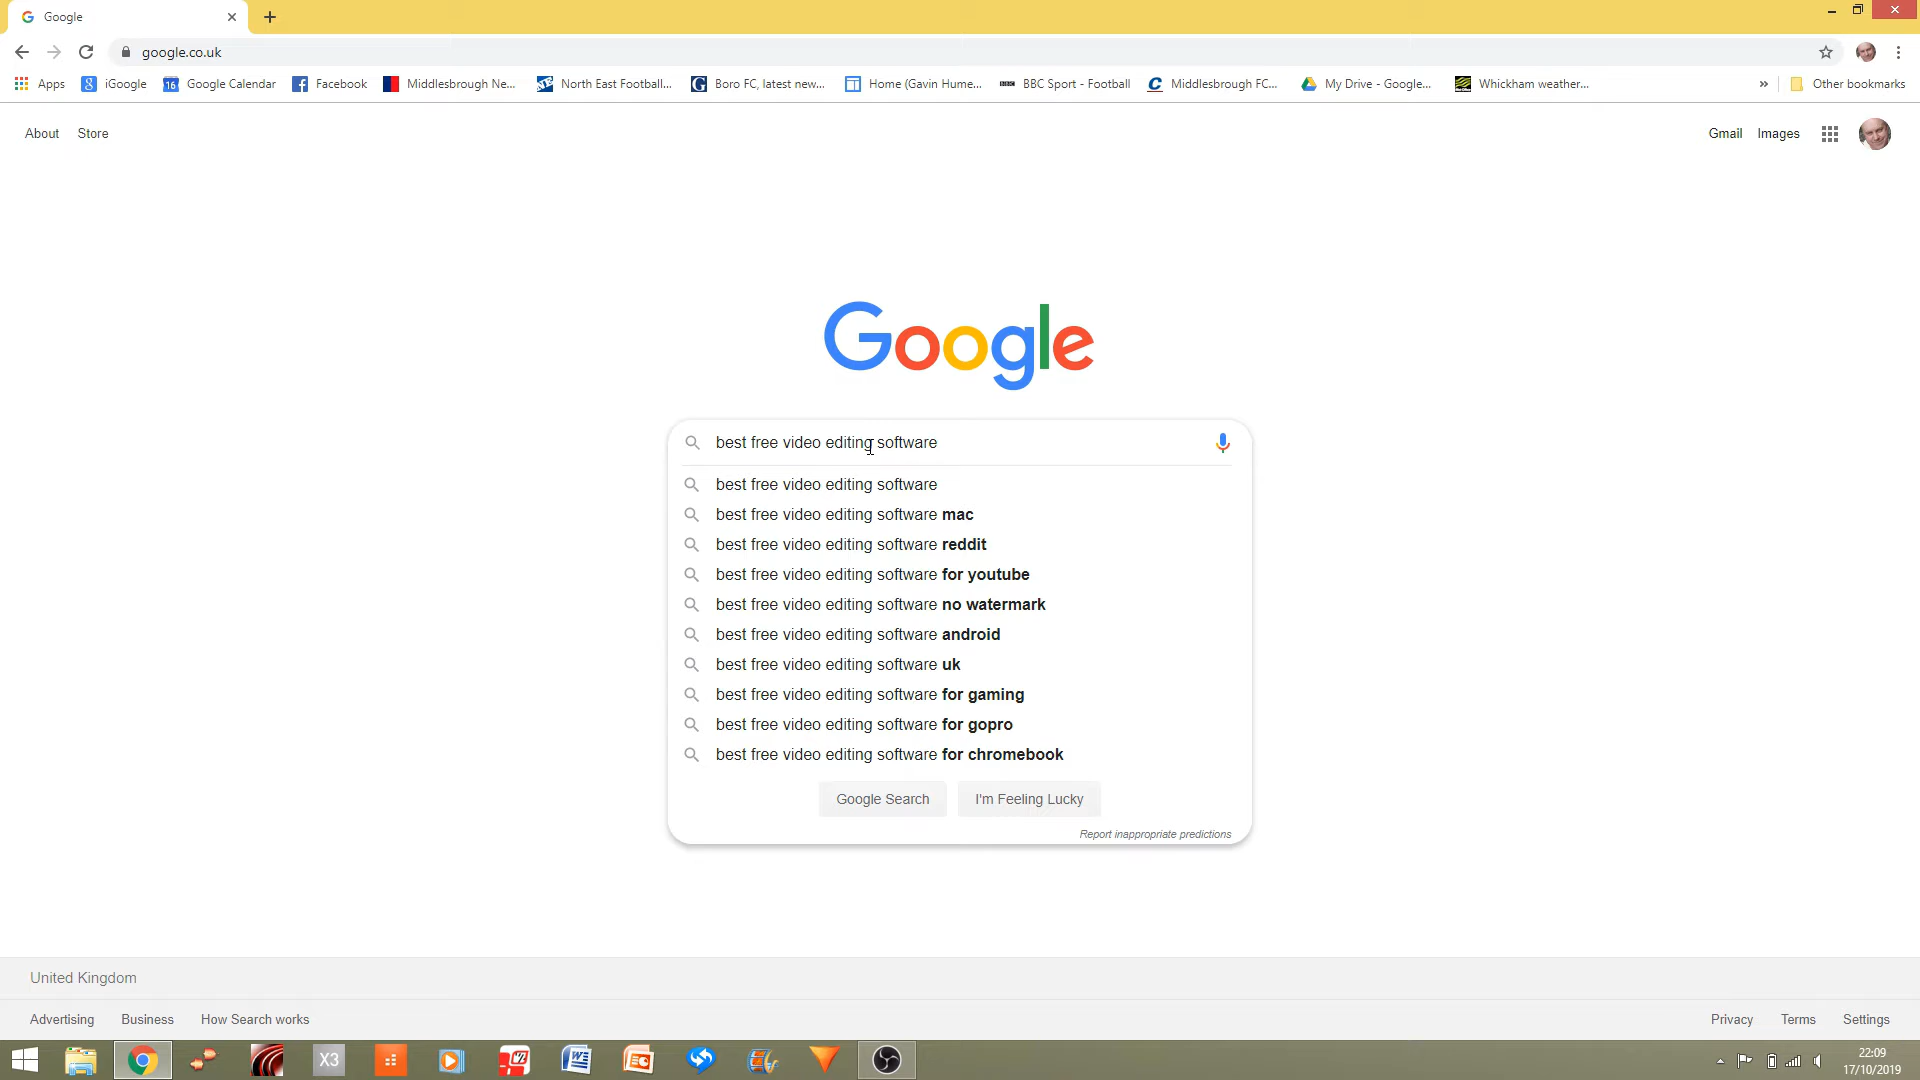 Google
google.co.uk
Apps iGoogle Google Calendar Facebook Middlesbrough Ne... North East Football... Boro FC, latest new... Home (Gavin Hume... BBC Sport - Football Middlesbrough FC... My Drive - Google... Whickham weather... » Other bookmarks
About Store Gmail Images
Google
best free video editing software
best free video editing software
best free video editing software mac
best free video editing software reddit
best free video editing software for youtube
best free video editing software no watermark
best free video editing software android
best free video editing software uk
best free video editing software for gaming
best free video editing software for gopro
best free video editing software for chromebook
Google Search I'm Feeling Lucky
Report inappropriate predictions
United Kingdom
Advertising Business How Search works Privacy Terms Settings
X3
22:09
17/10/2019